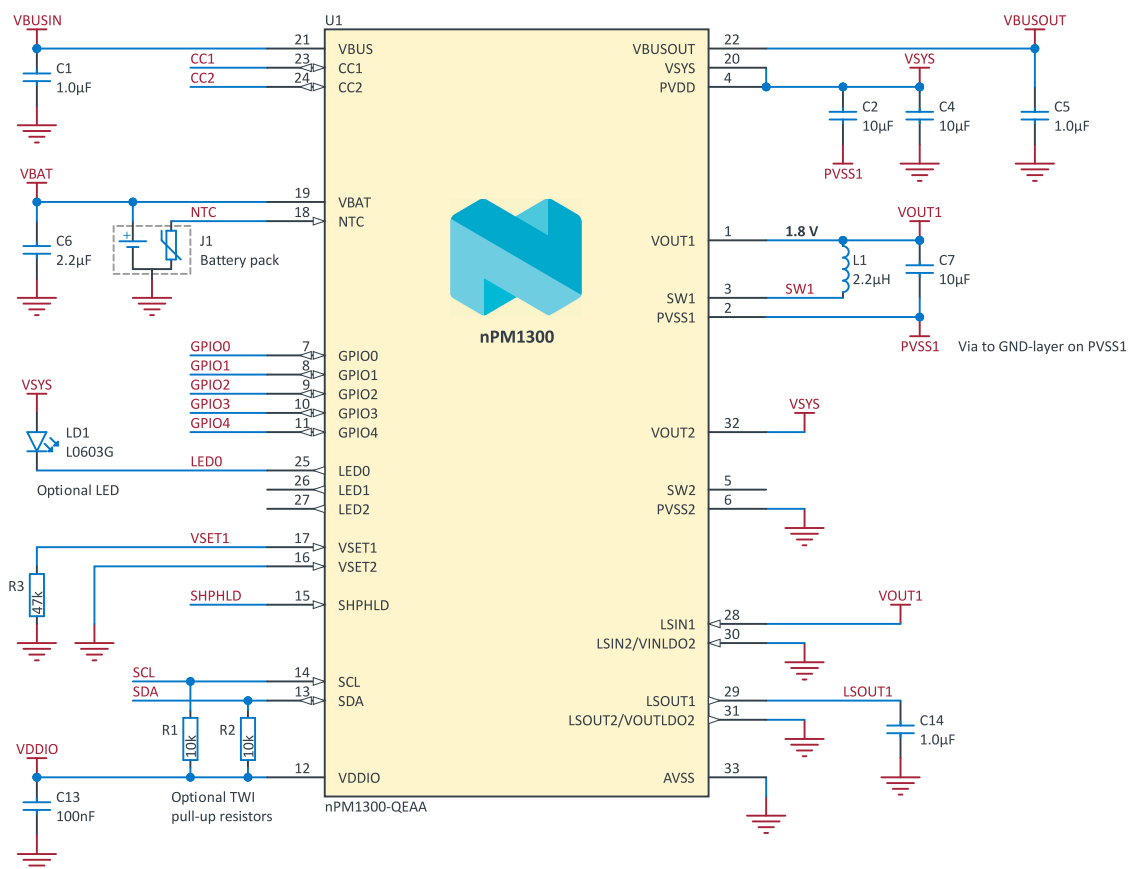 VBUSIN
U1
VBUSOUT
21
VBUS
VBUSOUT
22
CC1
23
CC1
VSYS
20
VSYS
C1
1.0µF
CC2
24
CC2
PVDD
4
C2
10µF
C4
10µF
C5
1.0µF
PVSS1
VBAT
19
VBAT
NTC
18
NTC
VOUT1
C6
2.2µF
+
J1
Battery pack
VOUT1
1
1.8 V
L1
2.2µH
C7
10µF
SW1
3
SW1
PVSS1
2
nPM1300
PVSS1
Via to GND-layer on PVSS1
GPIO0
7
GPIO0
GPIO1
8
GPIO1
GPIO2
9
GPIO2
GPIO3
10
GPIO3
GPIO4
11
GPIO4
VSYS
LD1
L0603G
VSYS
VOUT2
32
LED0
25
LED0
Optional LED
26
LED1
SW2
5
27
LED2
PVSS2
6
VSET1
17
VSET1
16
VSET2
R3
47k
SHPHLD
15
SHPHLD
VOUT1
LSIN1
28
LSIN2/VINLDO2
30
SCL
14
SCL
SDA
13
SDA
LSOUT1
29
LSOUT1
LSOUT2/VOUTLDO2
31
R1
10k
R2
10k
C14
1.0µF
VDDIO
12
VDDIO
AVSS
33
C13
100nF
Optional TWI
pull-up resistors
nPM1300-QEAA